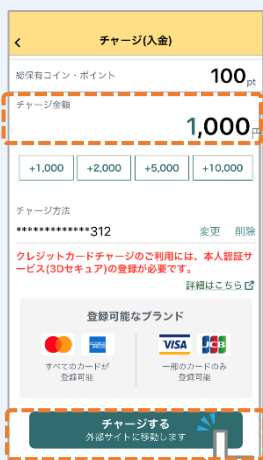 チャージ(入金)
総保有コイン・ポイント 100pt
チャージ金額
1,000円
+1,000 +2,000 +5,000 +10,000
チャージ方法
*************312 変更 削除
クレジットカードチャージのご利用には、本人認証サ
ービス(3Dセキュア)の登録が必要です。
詳細はこちら
登録可能なブランド
AMERICAN EXPRESS VISA JCB
すべてのカードが 一部のカードのみ
登録可能 登録可能
チャージする
外部サイトに移動します